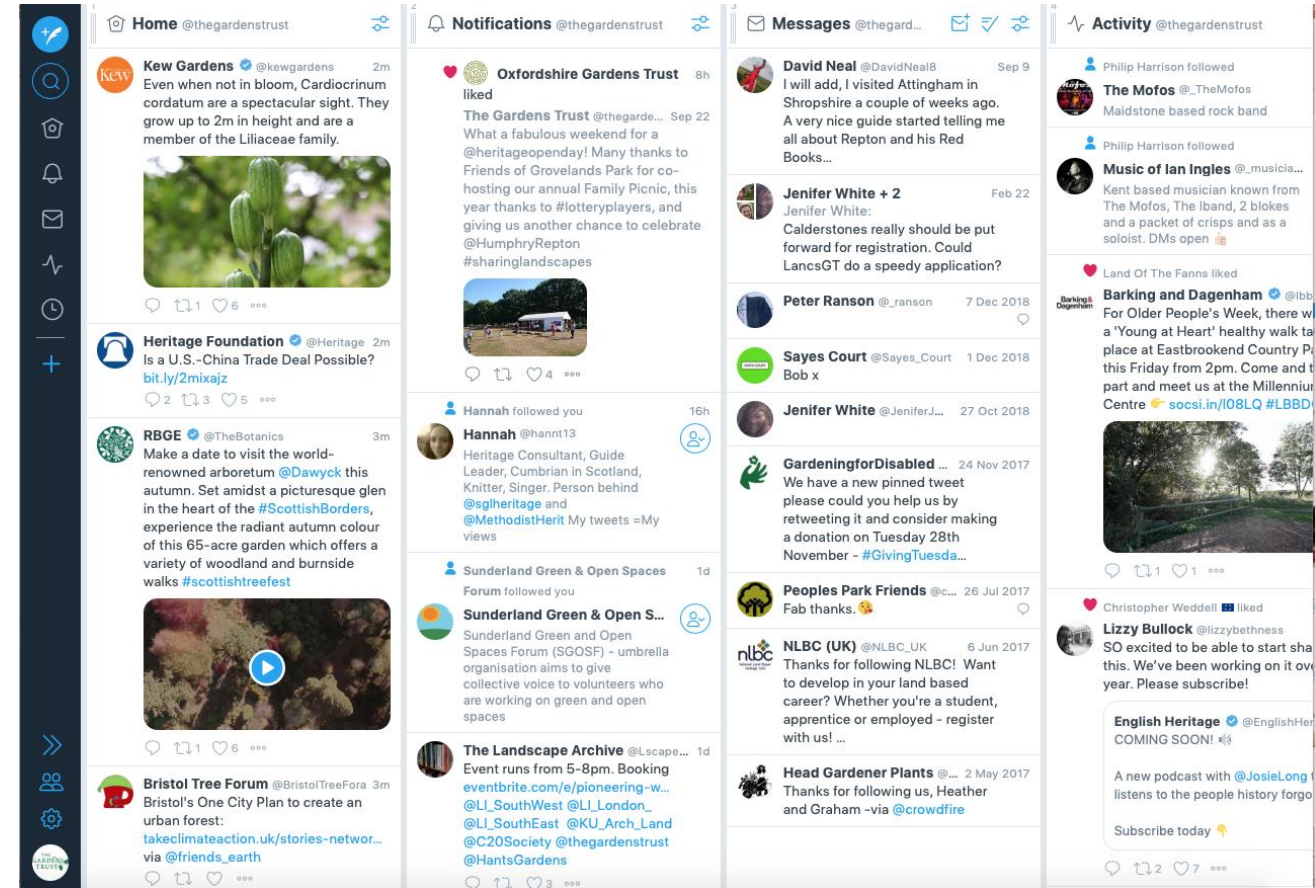 1
Home @thegardenstrust
Kew Gardens @kewgardens 2m
Even when not in bloom, Cardiocrinum
cordatum are a spectacular sight. They
grow up to 2m in height and are a
member of the Liliaceae family.
1 6
Heritage Foundation @Heritage 2m
Is a U.S.-China Trade Deal Possible?
bit.ly/2mixajz
2 3 5
RBGE @TheBotanics 3m
Make a date to visit the world-
renowned arboretum @Dawyck this
autumn. Set amidst a picturesque glen
in the heart of the #ScottishBorders,
experience the radiant autumn colour
of this 65-acre garden which offers a
variety of woodland and burnside
walks #scottishtreefest
1 6
Bristol Tree Forum @BristolTreeFora 3m
Bristol's One City Plan to create an
urban forest:
takeclimateaction.uk/stories-networ...
via @friends_earth
2
Notifications @thegardenstrust
Oxfordshire Gardens Trust 8h
liked
The Gardens Trust @thegarde... Sep 22
What a fabulous weekend for a
@heritageopenday! Many thanks to
Friends of Grovelands Park for co-
hosting our annual Family Picnic, this
year thanks to #lotteryplayers, and
giving us another chance to celebrate
@HumphryRepton
#sharinglandscapes
4
Hannah followed you 16h
Hannah @hannt13
Heritage Consultant, Guide
Leader, Cumbrian in Scotland,
Knitter, Singer. Person behind
@sglheritage and
@MethodistHerit My tweets =My
views
Sunderland Green & Open Spaces 1d
Forum followed you
Sunderland Green & Open S...
Sunderland Green and Open
Spaces Forum (SGOSF) - umbrella
organisation aims to give
collective voice to volunteers who
are working on green and open
spaces
The Landscape Archive @Lscape... 1d
Event runs from 5-8pm. Booking
eventbrite.com/e/pioneering-w...
@LI_SouthWest @LI_London_
@LI_SouthEast @KU_Arch_Land
@C20Society @thegardenstrust
@HantsGardens
3
3
Messages @thegard...
David Neal @DavidNeal8 Sep 9
I will add, I visited Attingham in
Shropshire a couple of weeks ago.
A very nice guide started telling me
all about Repton and his Red
Books...
Jenifer White + 2 Feb 22
Jenifer White:
Calderstones really should be put
forward for registration. Could
LancsGT do a speedy application?
Peter Ranson @_ranson 7 Dec 2018
Sayes Court @Sayes_Court 1 Dec 2018
Bob x
Jenifer White @JeniferJ... 27 Oct 2018
GardeningforDisabled ... 24 Nov 2017
We have a new pinned tweet
please could you help us by
retweeting it and consider making
a donation on Tuesday 28th
November - #GivingTuesda...
Peoples Park Friends @c... 26 Jul 2017
Fab thanks. 😘
NLBC (UK) @NLBC_UK 6 Jun 2017
Thanks for following NLBC! Want
to develop in your land based
career? Whether you're a student,
apprentice or employed - register
with us! ...
Head Gardener Plants @... 2 May 2017
Thanks for following us, Heather
and Graham -via @crowdfire
4
Activity @thegardenstrust
Philip Harrison followed
The Mofos @_TheMofos
Maidstone based rock band
Philip Harrison followed
Music of Ian Ingles @_musicia...
Kent based musician known from
The Mofos, The Iband, 2 blokes
and a packet of crisps and as a
soloist. DMs open 👍🏻
Land Of The Fanns liked
Barking and Dagenham @lbb
For Older People's Week, there w
a 'Young at Heart' healthy walk ta
place at Eastbrookend Country Pa
this Friday from 2pm. Come and t
part and meet us at the Millenniu
Centre 👉 socsi.in/I08LQ #LBBD
1 1
Christopher Weddell 🇪🇺 liked
Lizzy Bullock @lizzybethness
SO excited to be able to start sha
this. We've been working on it ove
year. Please subscribe!
English Heritage @EnglishHer
COMING SOON! 🔊
A new podcast with @JosieLong
listens to the people history forgo
Subscribe today 👇
2 7
Kew
nlbc
Barking &
Dagenham
THE
GARDENS
TRUST